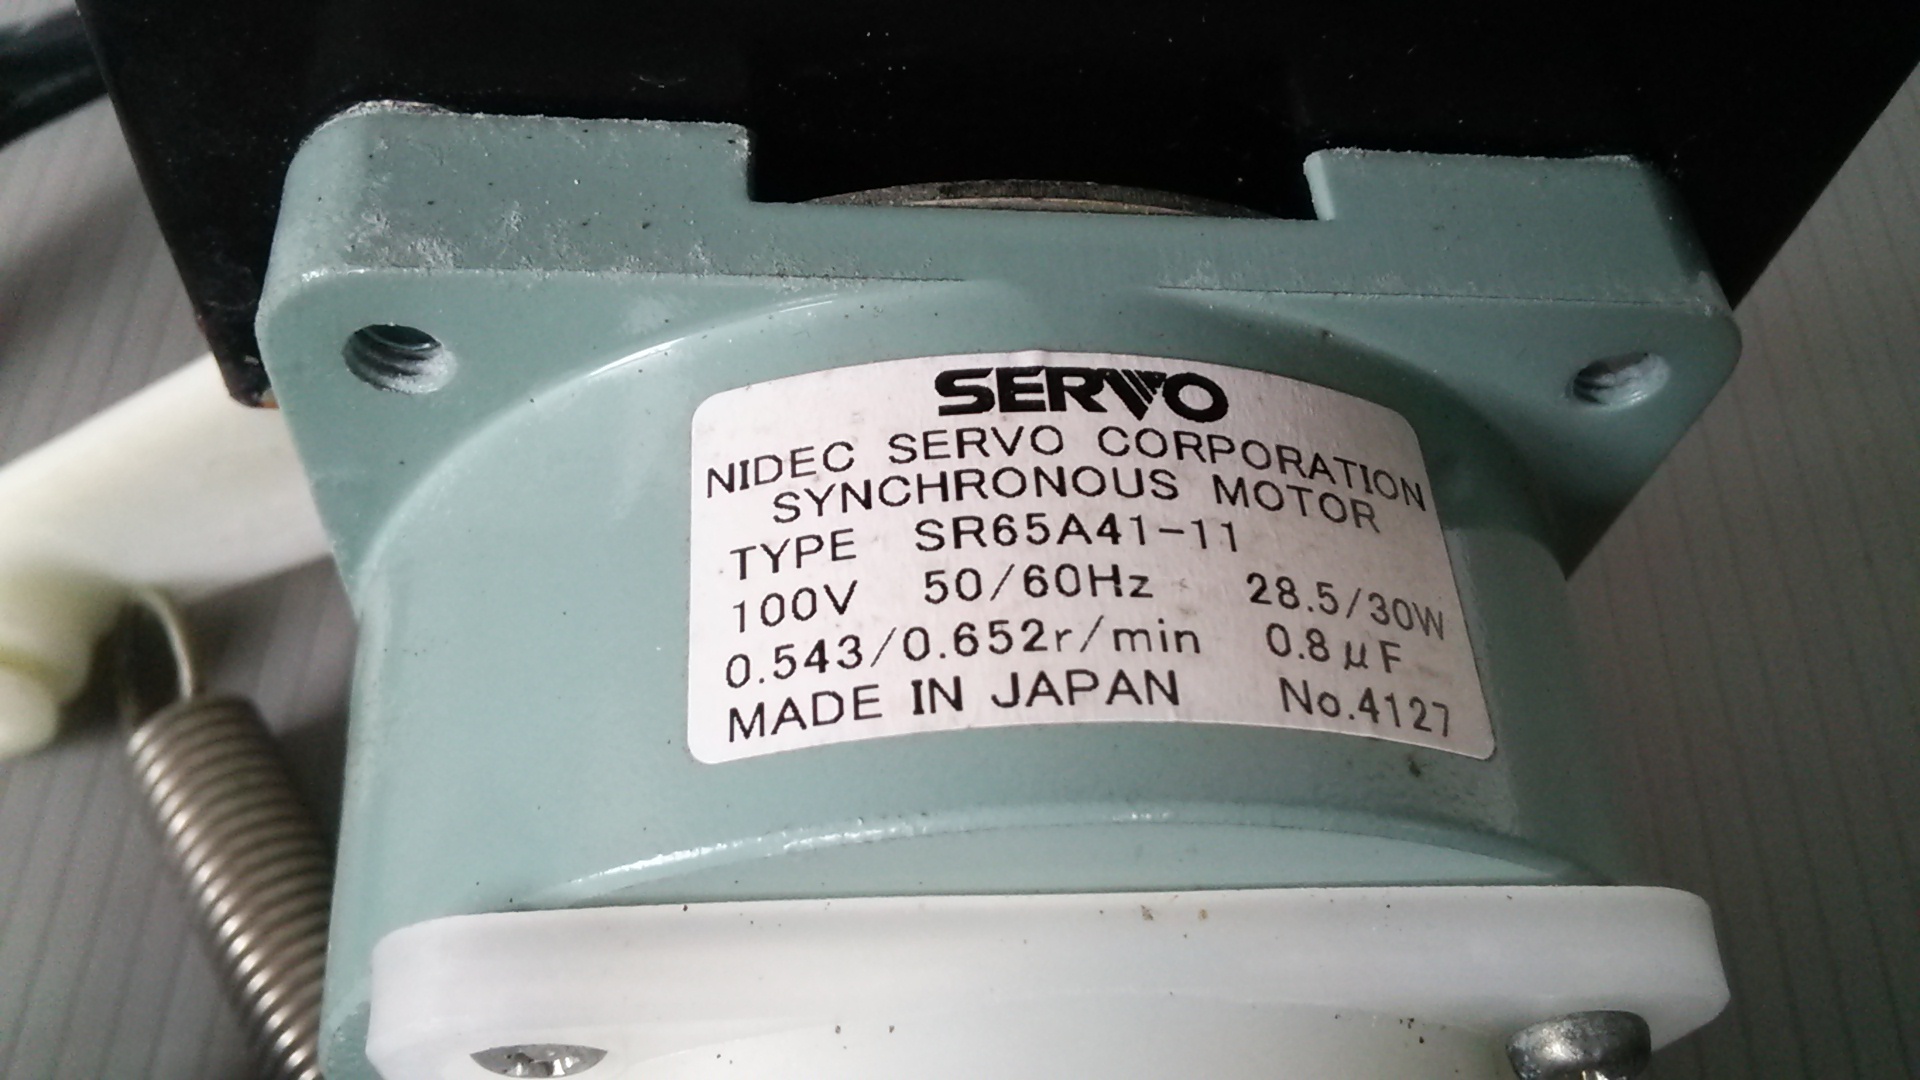 SERVO
NIDEC SERVO CORPORATION
SYNCHRONOUS MOTOR
TYPE SR65A41-11
100V 50/60Hz 28.5/30W
0.543/0.652r/min 0.8μF
MADE IN JAPAN No.4127